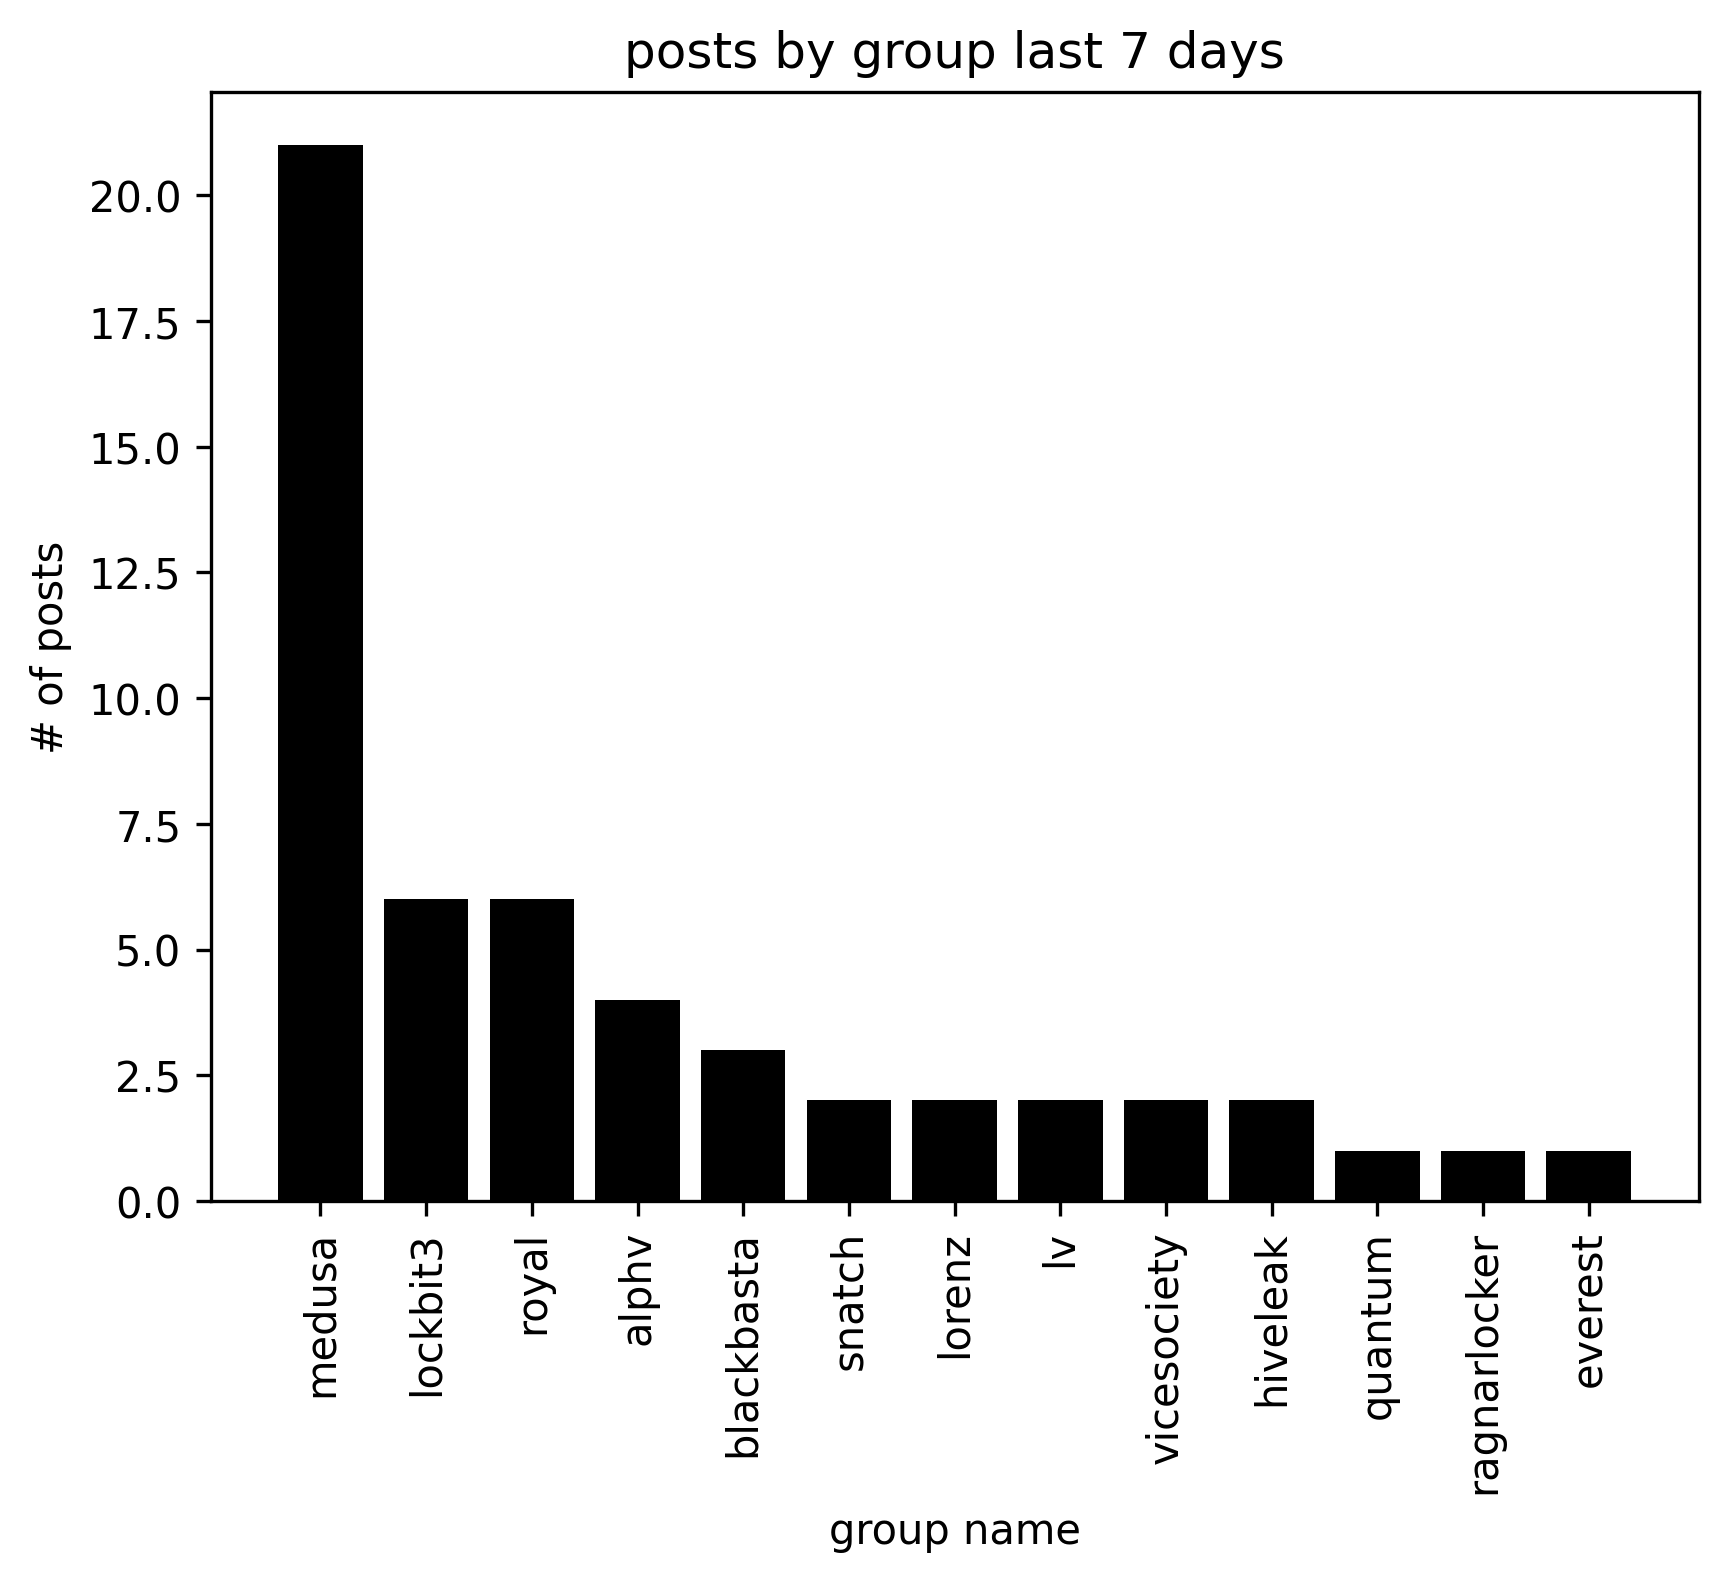 posts by group last 7 days
# of posts
20.0
17.5
15.0
12.5
10.0
7.5
5.0
2.5
0.0
medusa
lockbit3
royal
alphv
blackbasta
snatch
lorenz
lv
vicesociety
hiveleak
quantum
ragnarlocker
everest
group name